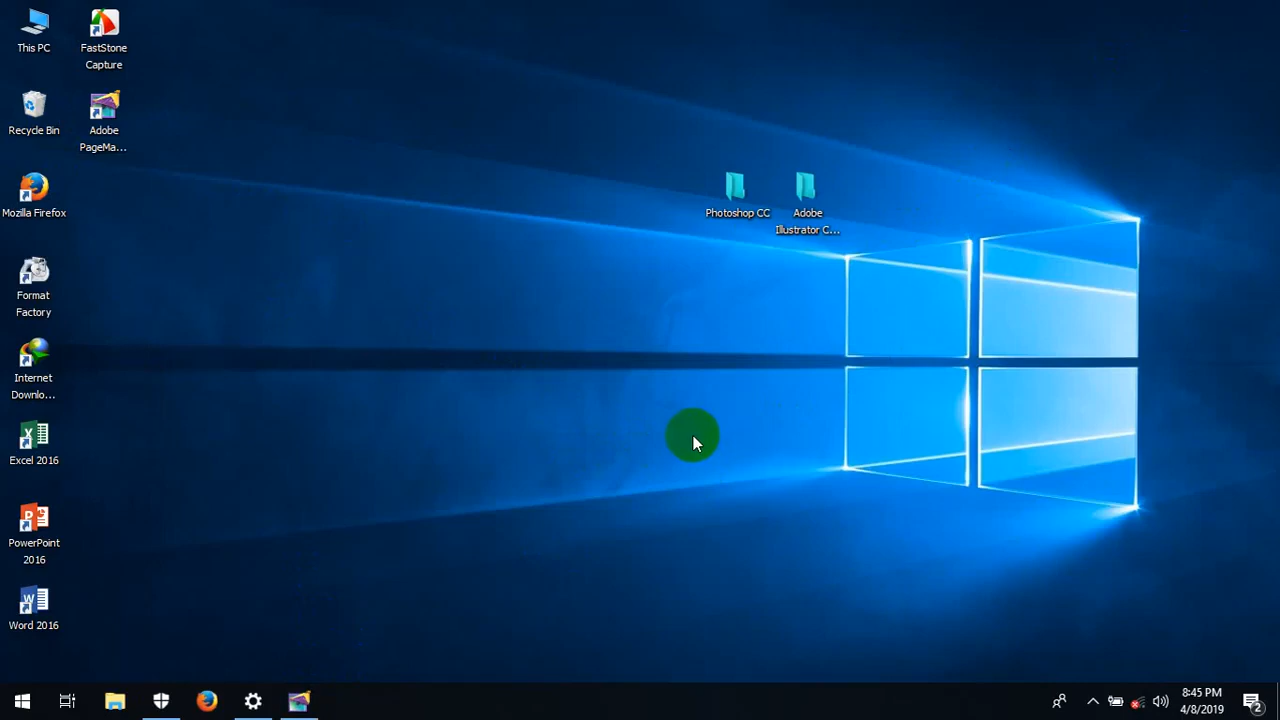 This PC
FastStone
Capture
Recycle Bin
Adobe
PageMa...
Mozilla Firefox
Photoshop CC
Adobe
Illustrator C...
Format
Factory
Internet
Downlo...
Excel 2016
PowerPoint
2016
Word 2016
8:45 PM
4/8/2019
2